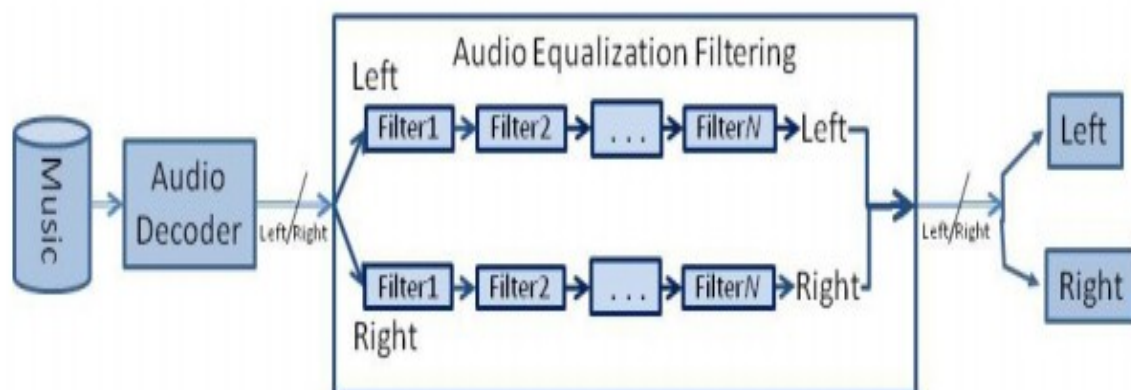 Audio Equalization Filtering
Left
Filter1 Filter2 ... FilterN Left
Music
Audio
Decoder
Left/Right
Filter1 Filter2 ... FilterN Right
Right
Left/Right
Left
Right